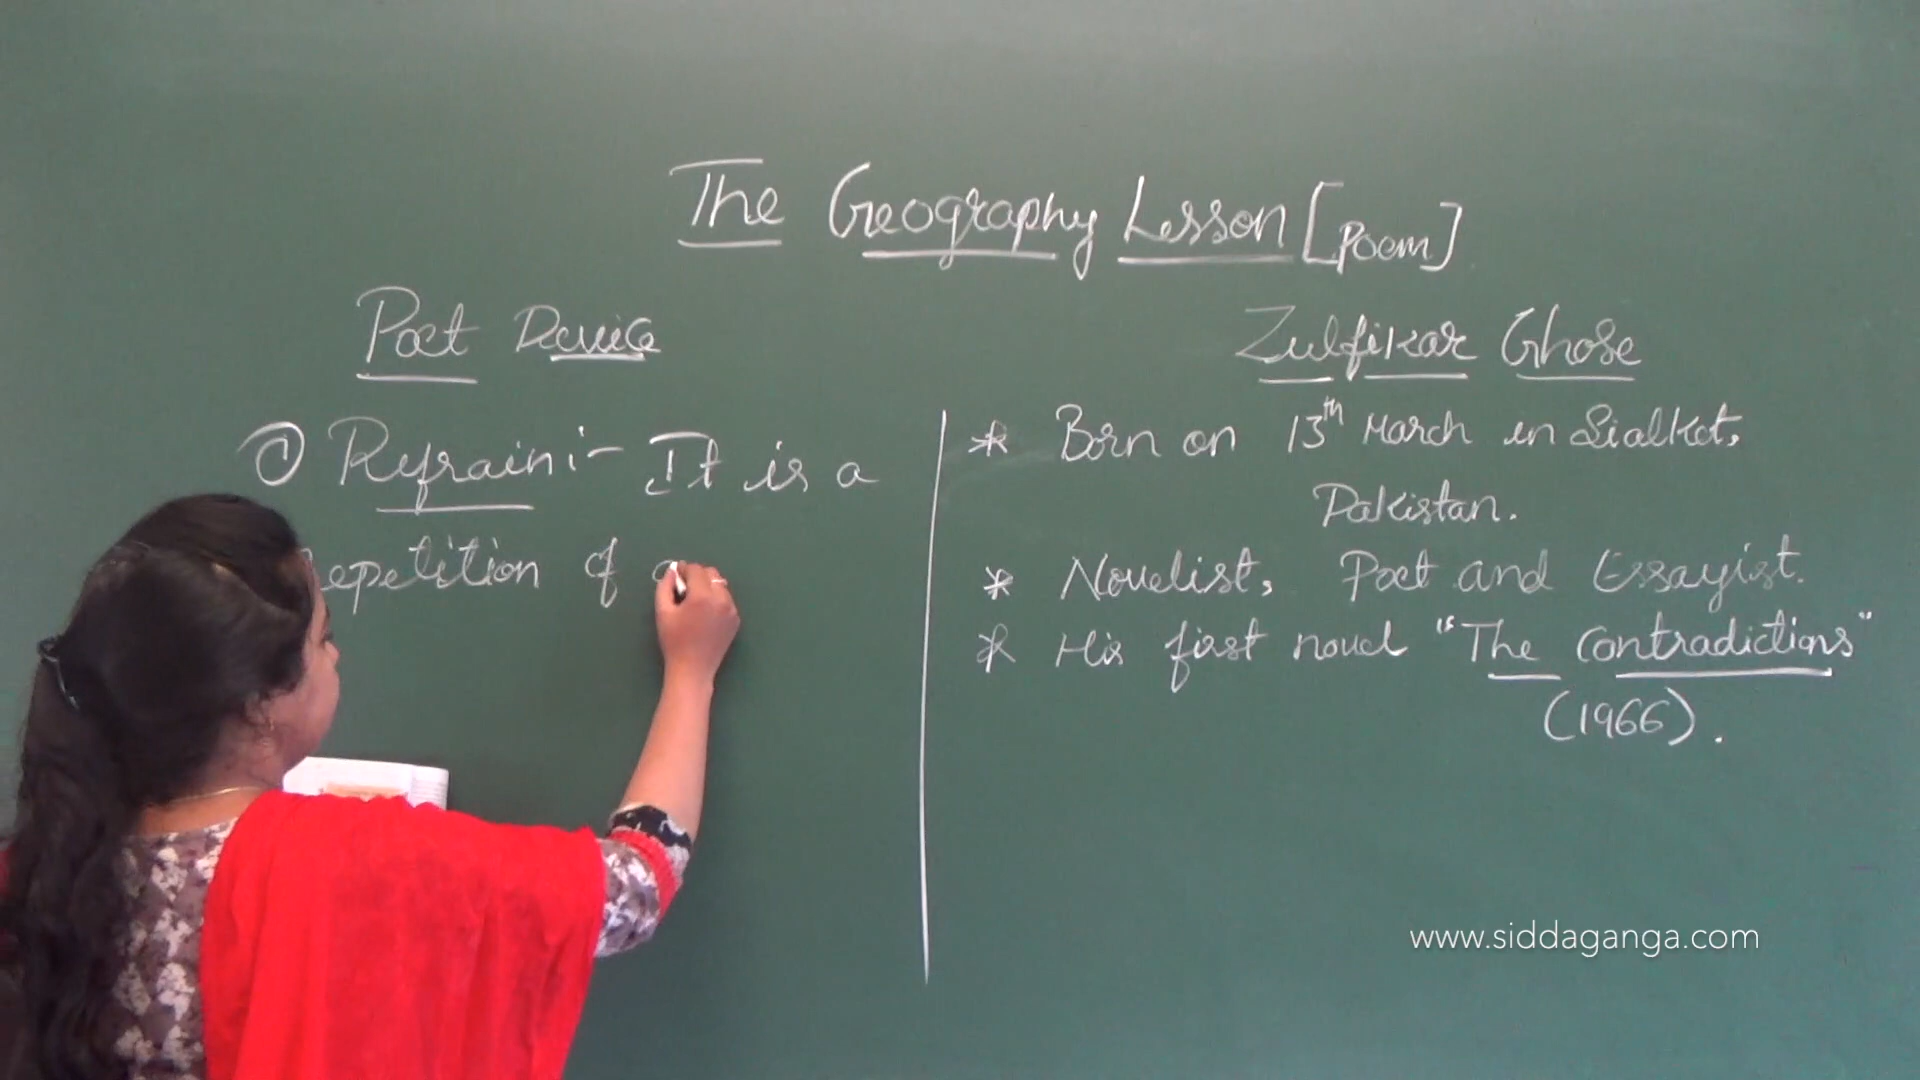 The Geography Lesson [Poem]
Poet Device
① Refrain:- It is a
repetition of a
Zulfikar Ghose
* Born on 13th March in Sialkot,
Pakistan.
* Novelist, Poet and Essayist.
* His first novel is "The Contradictions"
(1966).
www.siddaganga.com